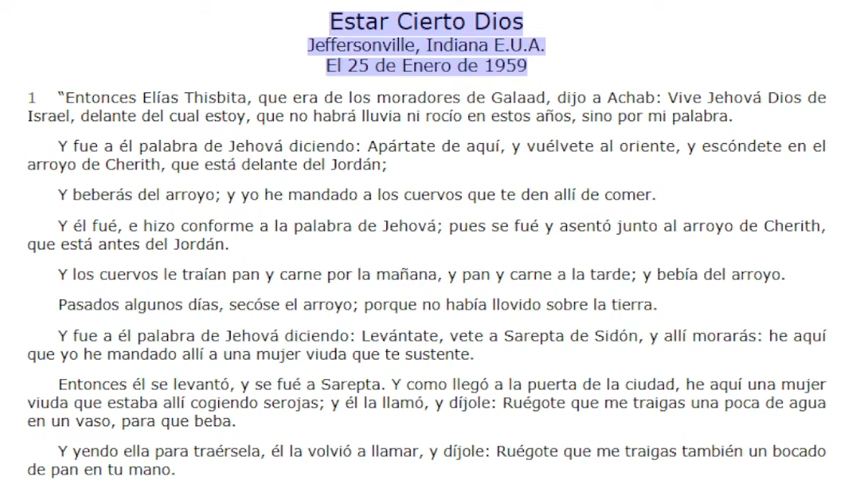 Estar Cierto Dios
Jeffersonville, Indiana E.U.A.
El 25 de Enero de 1959
1 “Entonces Elías Thisbita, que era de los moradores de Galaad, dijo a Achab: Vive Jehová Dios de
Israel, delante del cual estoy, que no habrá lluvia ni rocío en estos años, sino por mi palabra.
Y fue a él palabra de Jehová diciendo: Apártate de aquí, y vuélvete al oriente, y escóndete en el
arroyo de Cherith, que está delante del Jordán;
Y beberás del arroyo; y yo he mandado a los cuervos que te den allí de comer.
Y él fué, e hizo conforme a la palabra de Jehová; pues se fué y asentó junto al arroyo de Cherith,
que está antes del Jordán.
Y los cuervos le traían pan y carne por la mañana, y pan y carne a la tarde; y bebía del arroyo.
Pasados algunos días, secóse el arroyo; porque no había llovido sobre la tierra.
Y fue a él palabra de Jehová diciendo: Levántate, vete a Sarepta de Sidón, y allí morarás: he aquí
que yo he mandado allí a una mujer viuda que te sustente.
Entonces él se levantó, y se fué a Sarepta. Y como llegó a la puerta de la ciudad, he aquí una mujer
viuda que estaba allí cogiendo serojas; y él la llamó, y díjole: Ruégote que me traigas una poca de agua
en un vaso, para que beba.
Y yendo ella para traérsela, él la volvió a llamar, y díjole: Ruégote que me traigas también un bocado
de pan en tu mano.